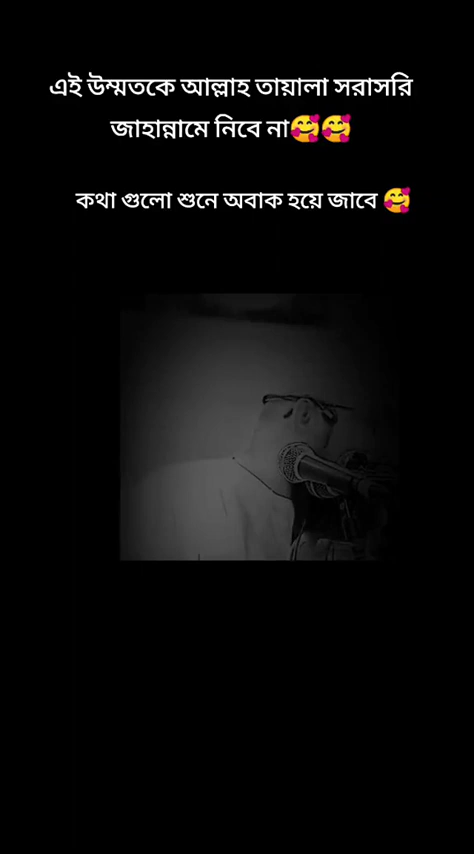 এই উম্মতকে আল্লাহ তায়ালা সরাসরি
জাহান্নামে নিবে না🥰🥰
কথা গুলো শুনে অবাক হয়ে জাবে 🥰